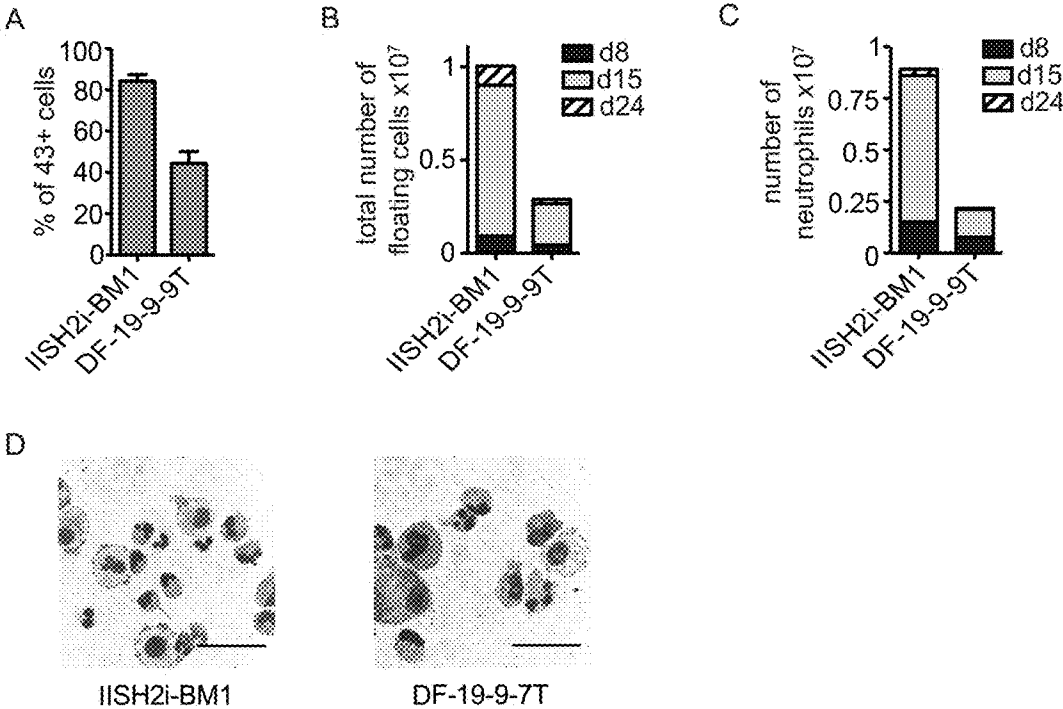 A
% of 43+ cells
100
80
60
40
20
0
IISH2i-BM1
DF-19-9-9T
B
total number of
floating cells x10⁷
1
0.5
0
d8
d15
d24
IISH2i-BM1
DF-19-9-9T
C
number of
neutrophils x10⁷
1
0.75
0.5
0.25
0
d8
d15
d24
IISH2i-BM1
DF-19-9-9T
D
IISH2i-BM1
DF-19-9-7T